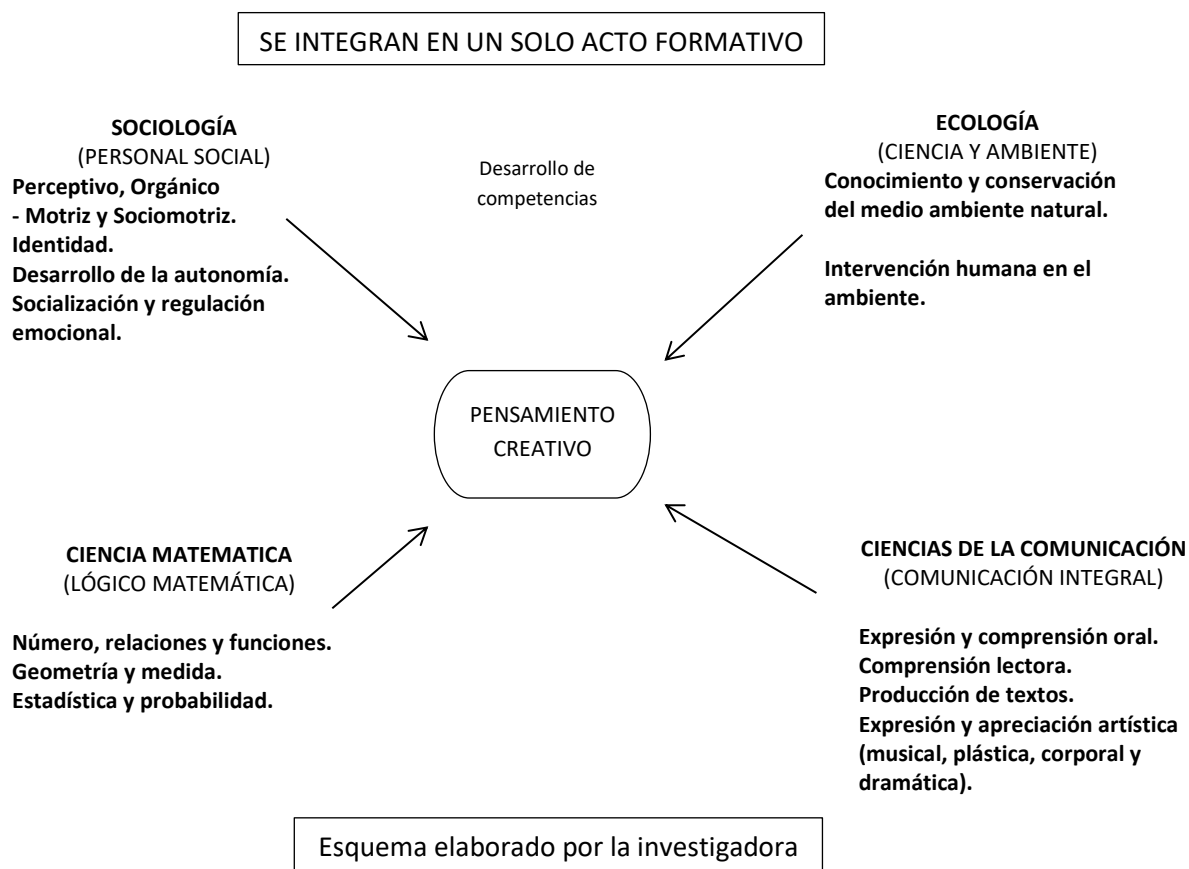 SE INTEGRAN EN UN SOLO ACTO FORMATIVO
SOCIOLOGÍA
(PERSONAL SOCIAL)
Perceptivo, Orgánico
- Motriz y Sociomotriz.
Identidad.
Desarrollo de la autonomía.
Socialización y regulación
emocional.
Desarrollo de
competencias
ECOLOGÍA
(CIENCIA Y AMBIENTE)
Conocimiento y conservación
del medio ambiente natural.
Intervención humana en el
ambiente.
PENSAMIENTO
CREATIVO
CIENCIA MATEMATICA
(LÓGICO MATEMÁTICA)
Número, relaciones y funciones.
Geometría y medida.
Estadística y probabilidad.
CIENCIAS DE LA COMUNICACIÓN
(COMUNICACIÓN INTEGRAL)
Expresión y comprensión oral.
Comprensión lectora.
Producción de textos.
Expresión y apreciación artística
(musical, plástica, corporal y
dramática).
Esquema elaborado por la investigadora